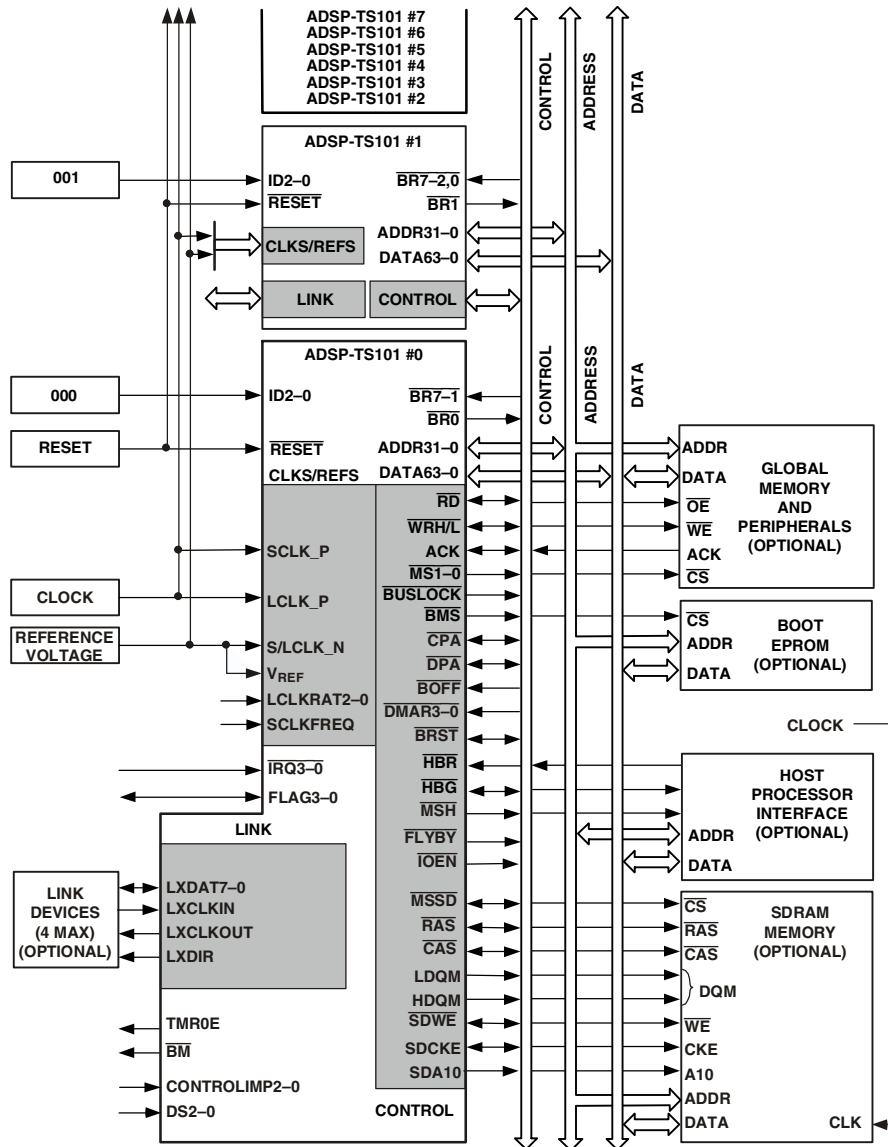 ADSP-TS101 #7
ADSP-TS101 #6
ADSP-TS101 #5
ADSP-TS101 #4
ADSP-TS101 #3
ADSP-TS101 #2
CONTROL
ADDRESS
DATA
ADSP-TS101 #1
001
ID2–0
BR7–2,0
RESET
BR1
ADDR31–0
CLKS/REFS
DATA63–0
LINK
CONTROL
ADSP-TS101 #0
CONTROL
ADDRESS
DATA
000
ID2–0
BR7–1
BR0
RESET
RESET
ADDR31–0
CLKS/REFS
DATA63–0
RD
WRH/L
SCLK_P
ACK
MS1–0
CLOCK
LCLK_P
BUSLOCK
BMS
REFERENCE
VOLTAGE
S/LCLK_N
CPA
VREF
DPA
LCLKRAT2–0
BOFF
SCLKFREQ
DMAR3–0
BRST
IRQ3–0
HBR
FLAG3–0
HBG
MSH
LINK
FLYBY
IOEN
LINK
DEVICES
(4 MAX)
(OPTIONAL)
LXDAT7–0
LXCLKIN
LXCLKOUT
LXDIR
MSSD
RAS
CAS
LDQM
HDQM
SDWE
SDCKE
SDA10
TMR0E
BM
CONTROLIMP2–0
DS2–0
CONTROL
ADDR
DATA
OE
WE
ACK
CS
GLOBAL
MEMORY
AND
PERIPHERALS
(OPTIONAL)
CS
ADDR
DATA
BOOT
EPROM
(OPTIONAL)
CLOCK
HOST
PROCESSOR
INTERFACE
(OPTIONAL)
ADDR
DATA
SDRAM
MEMORY
(OPTIONAL)
CS
RAS
CAS
DQM
WE
CKE
A10
ADDR
DATA
CLK